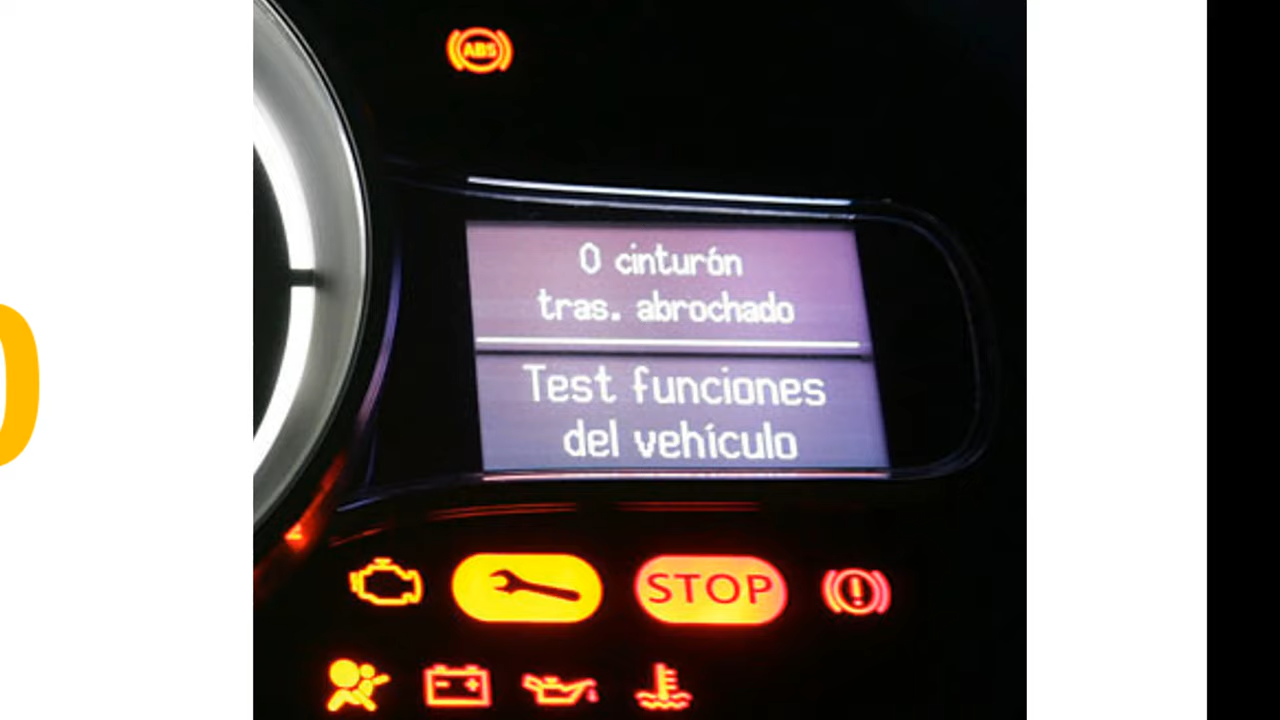 ABS
0 cinturón
tras. abrochado
Test funciones
del vehículo
STOP